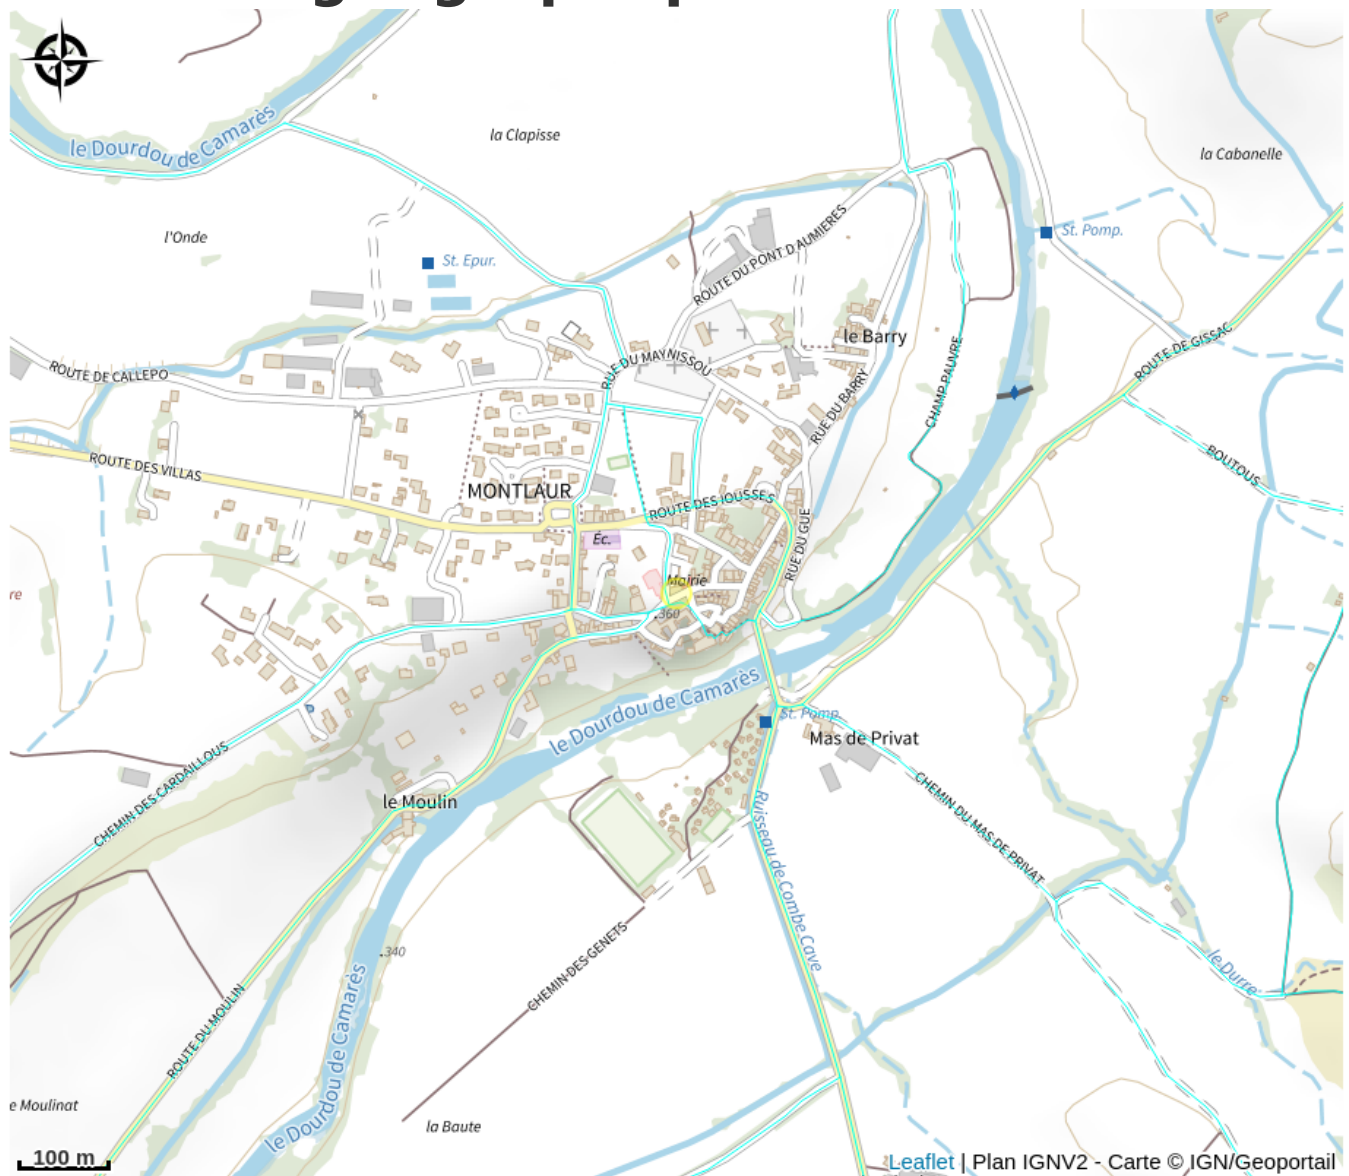 la Clapisse
le Dourdou de Camarès
la Cabanelle
l'Onde
St. Epur.
St. Pomp.
ROUTE DU PONT D AUMIERES
le Barry
ROUTE DE GISSAC
RUE DU MAYNISSOU
ROUTE DE CALLEPO
CHAMP PAUVRE
RUE DU BARRY
ROUTE DES VILLAS
BOUTOUS
MONTLAUR
ROUTE DES IOUSSES
Éc.
RUE DU GUE
Mairie
re
.360
le Dourdou de Camarès
St. Pomp.
Mas de Privat
CHEMIN DES CARDAILLOUS
le Moulin
CHEMIN DU MAS DE PRIVAT
Ruisseau de Combe Cave
.340
CHEMIN-DES-GENETS
le Durre
ROUTE DU MOULIN
le Dourdou de Camarès
e Moulinat
la Baute
100 m
Leaflet | Plan IGNV2 - Carte © IGN/Geoportail